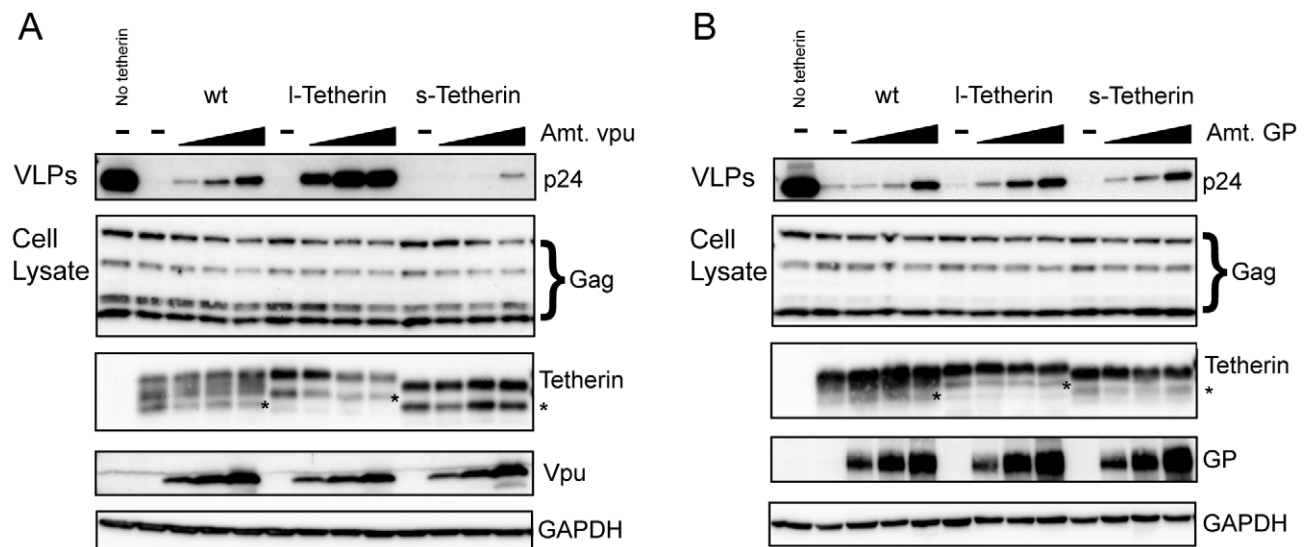 A
No tetherin
wt
l-Tetherin
s-Tetherin
- - - -
Amt. vpu
VLPs
p24
Cell
Lysate
} Gag
Tetherin
* * *
Vpu
GAPDH
B
No tetherin
wt
l-Tetherin
s-Tetherin
- - - -
Amt. GP
VLPs
p24
Cell
Lysate
} Gag
Tetherin
* * *
GP
GAPDH